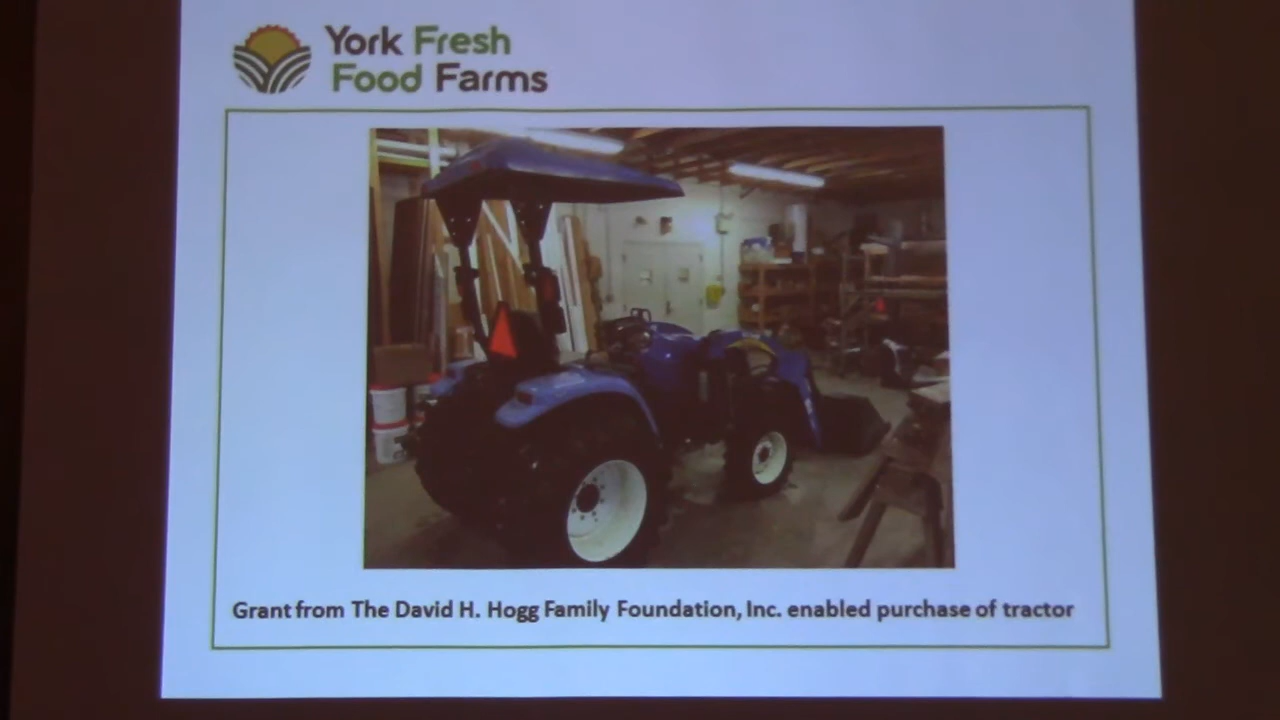 York Fresh
Food Farms
Grant from The David H. Hogg Family Foundation, Inc. enabled purchase of tractor